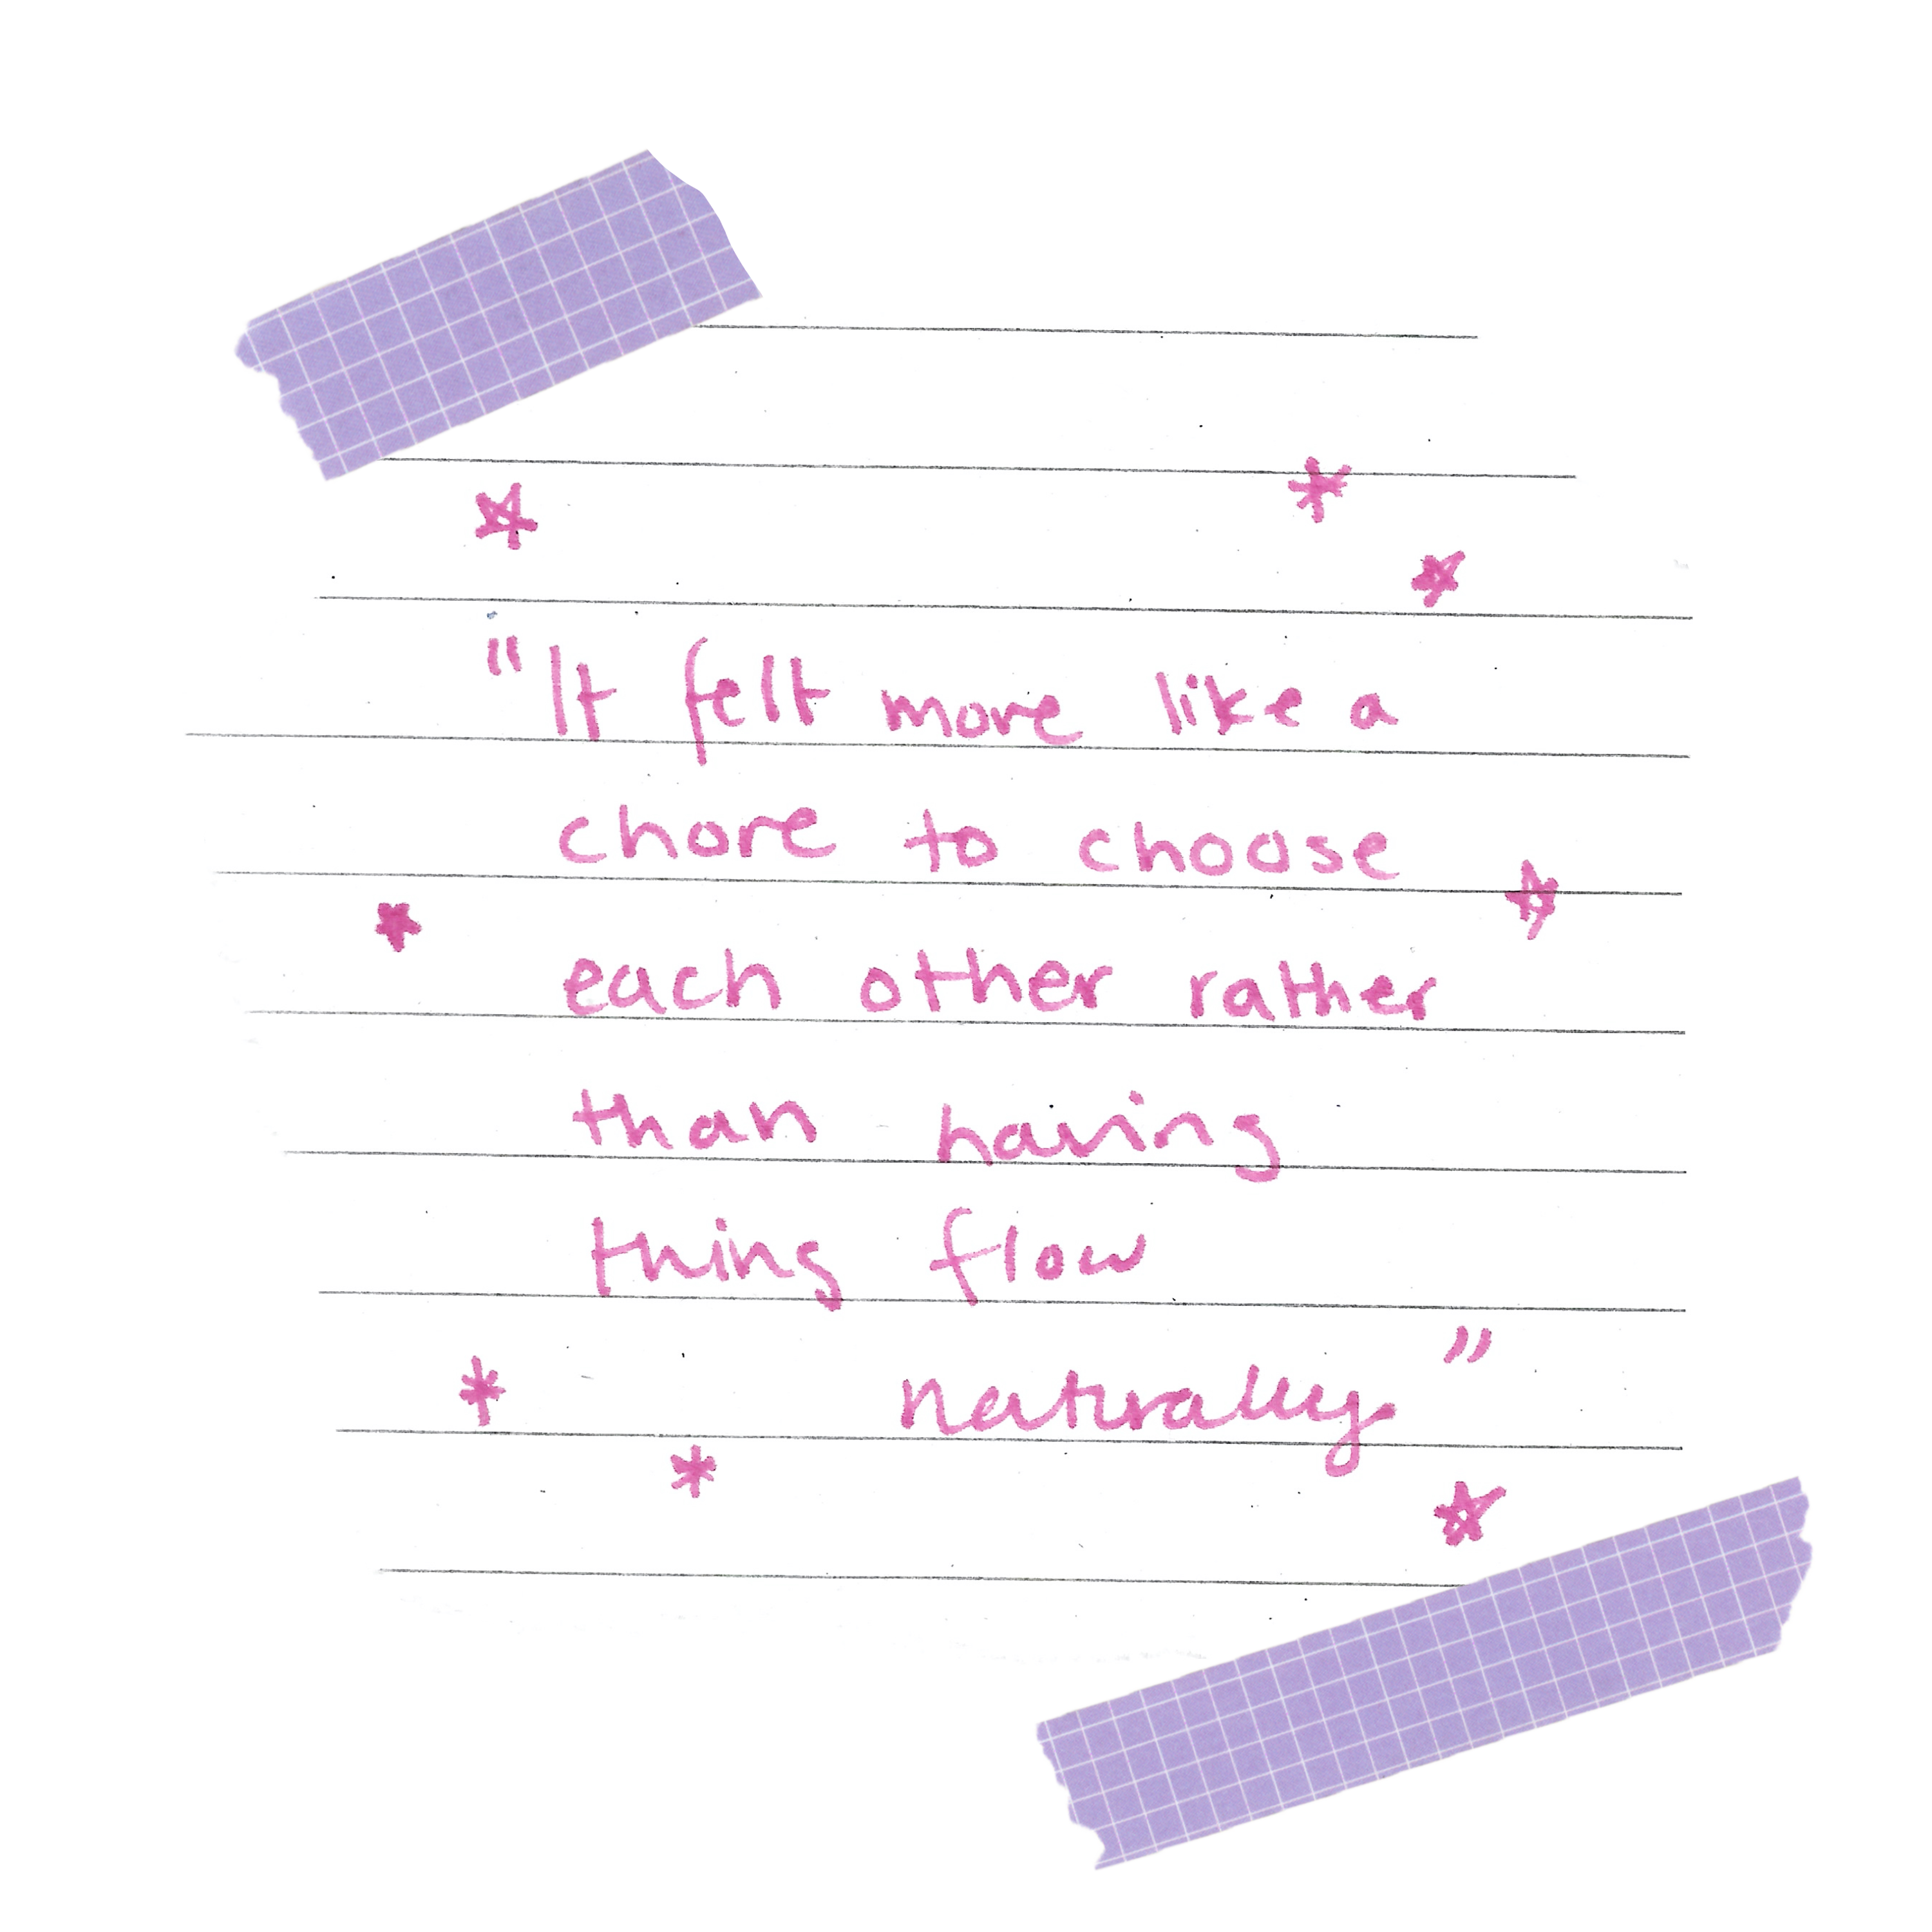 "It felt more like a
chore to choose
each other rather
than having
thing flow
naturally"